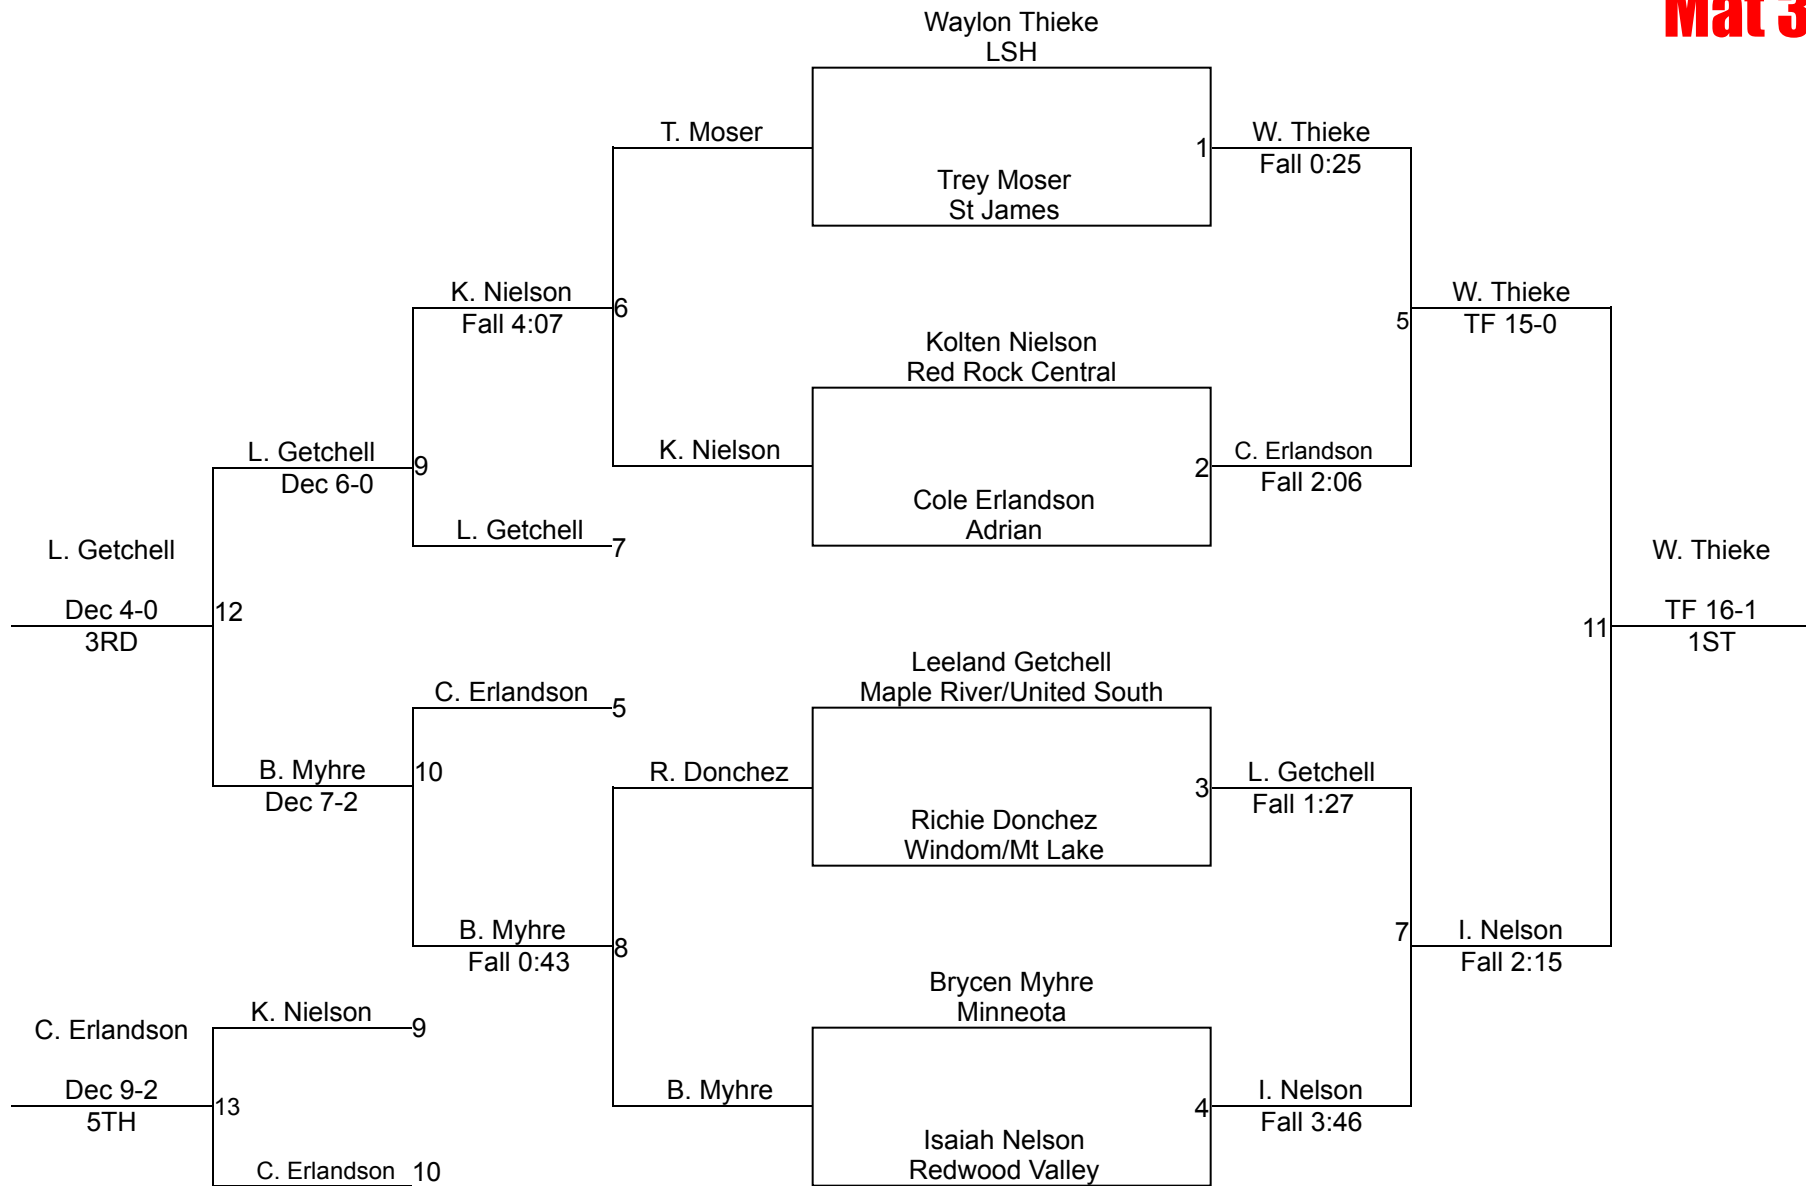 Mat 3
Waylon Thieke
LSH
T. Moser
1
W. Thieke
Fall 0:25
Trey Moser
St James
K. Nielson
Fall 4:07
6
5
W. Thieke
TF 15-0
Kolten Nielson
Red Rock Central
L. Getchell
Dec 6-0
9
K. Nielson
2
C. Erlandson
Fall 2:06
Cole Erlandson
Adrian
L. Getchell
7
L. Getchell
Dec 4-0
3RD
12
W. Thieke
TF 16-1
1ST
11
Leeland Getchell
Maple River/United South
C. Erlandson
5
B. Myhre
Dec 7-2
10
R. Donchez
3
L. Getchell
Fall 1:27
Richie Donchez
Windom/Mt Lake
B. Myhre
Fall 0:43
8
7
I. Nelson
Fall 2:15
Brycen Myhre
Minneota
C. Erlandson
K. Nielson
9
Dec 9-2
5TH
13
B. Myhre
4
I. Nelson
Fall 3:46
Isaiah Nelson
Redwood Valley
C. Erlandson
10